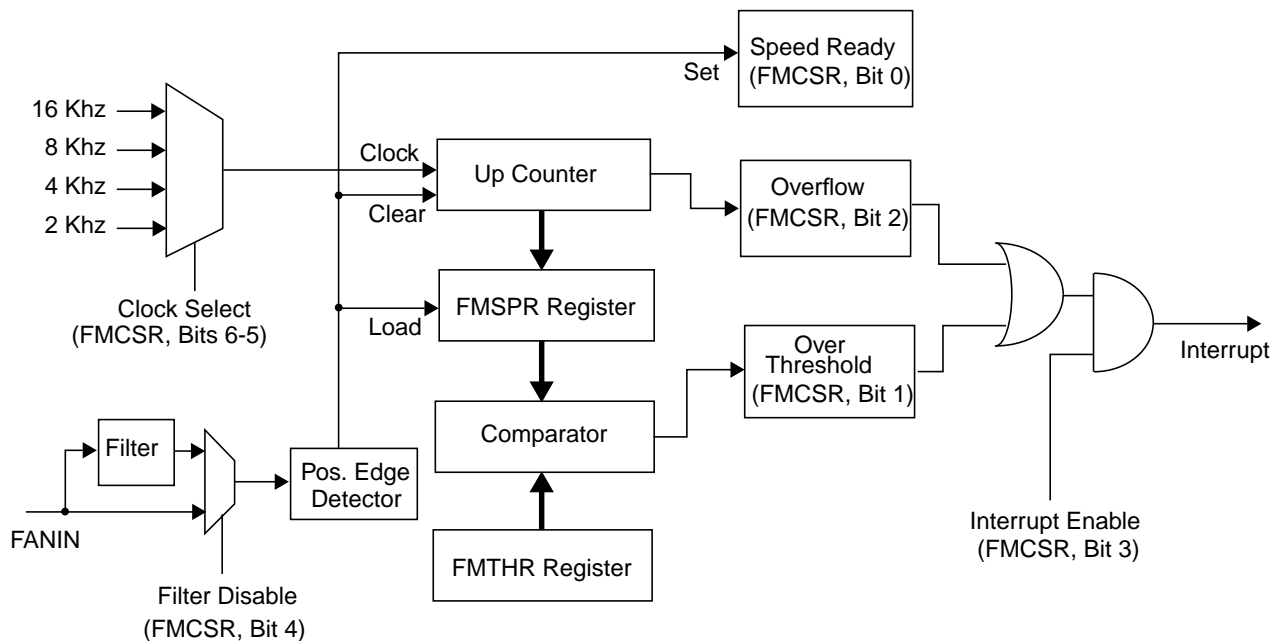 Speed Ready
(FMCSR, Bit 0)
Set
16 Khz
8 Khz
4 Khz
2 Khz
Clock
Clear
Up Counter
Overflow
(FMCSR, Bit 2)
Clock Select
(FMCSR, Bits 6-5)
Load
FMSPR Register
Over
Threshold
(FMCSR, Bit 1)
Interrupt
Filter
Pos. Edge
Detector
Comparator
FANIN
Interrupt Enable
(FMCSR, Bit 3)
FMTHR Register
Filter Disable
(FMCSR, Bit 4)